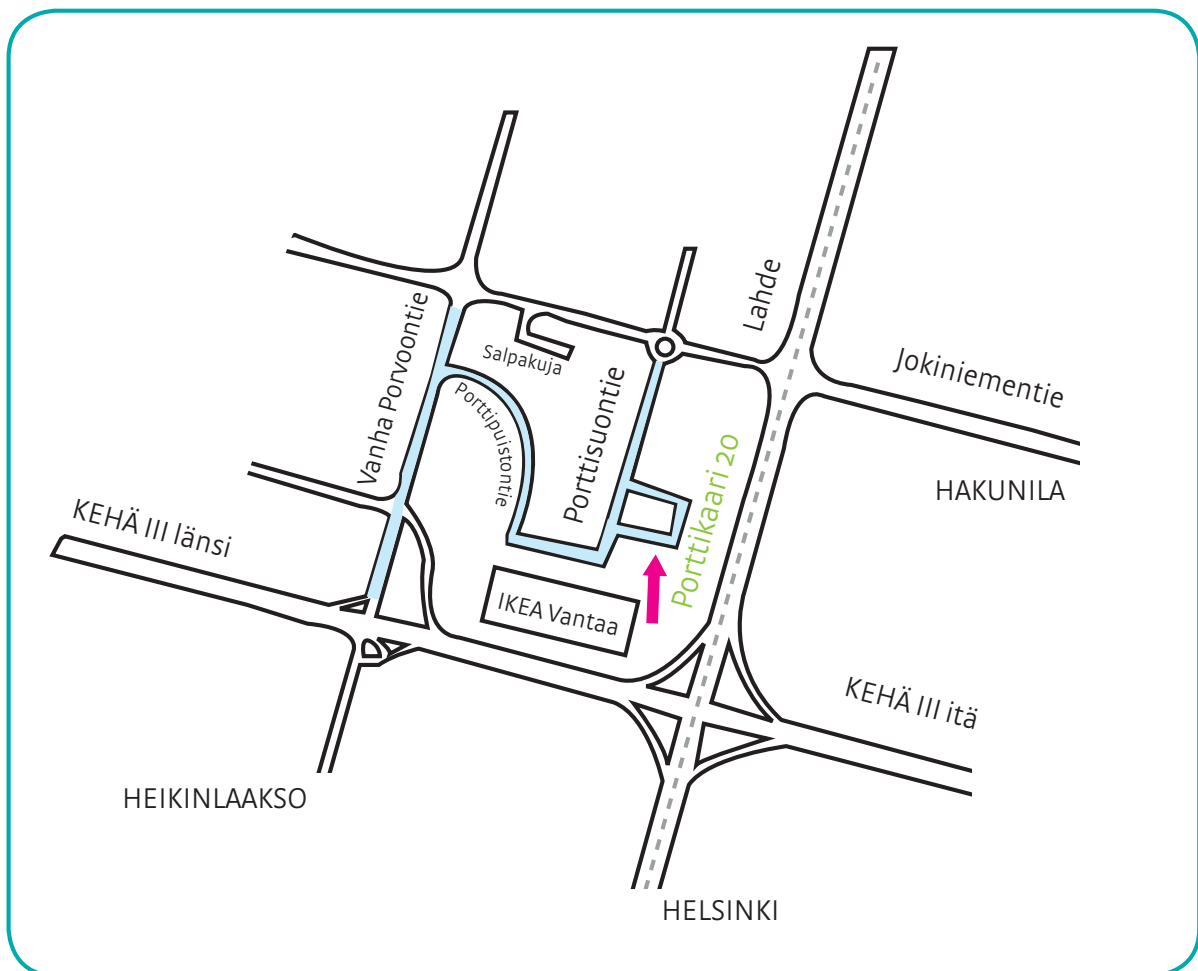 Lahde
Vanha Porvoontie
Salpakuja
Jokiniementie
Porttipuistontie
Porttisuontie
Porttikaari 20
HAKUNILA
KEHÄ III länsi
IKEA Vantaa
KEHÄ III itä
HEIKINLAAKSO
HELSINKI